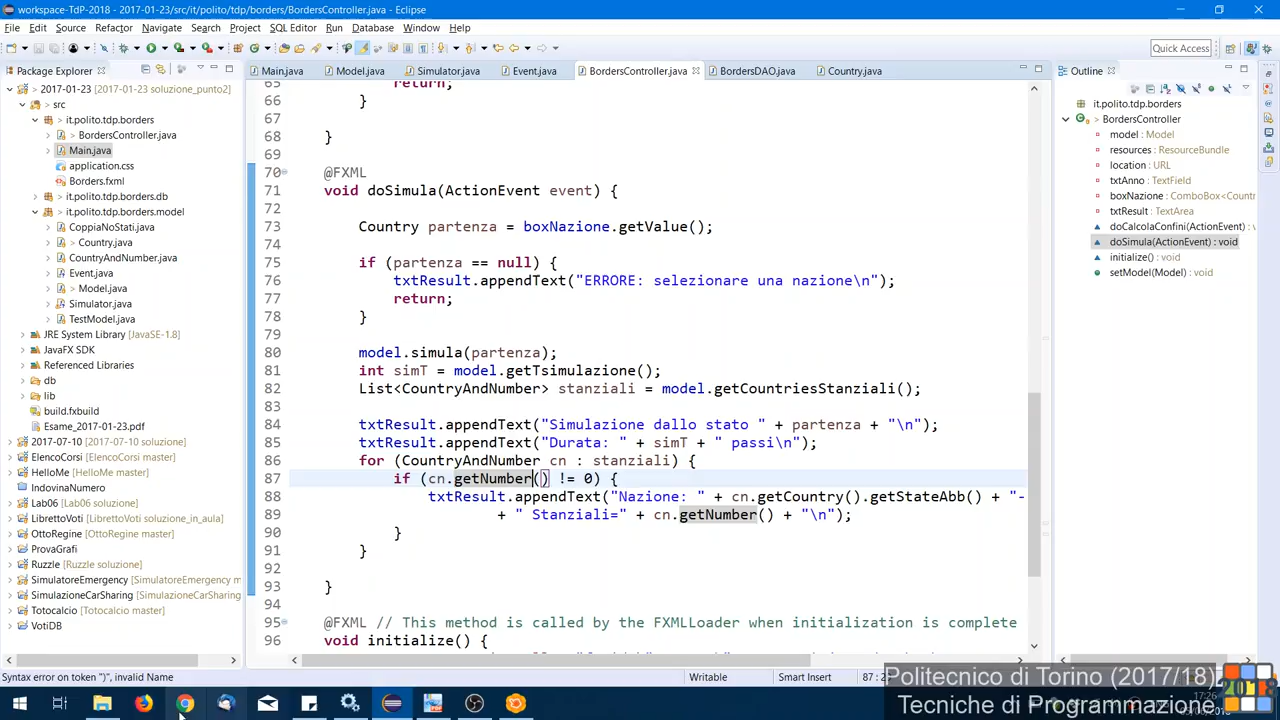 workspace-TdP-2018 - 2017-01-23/src/it/polito/tdp/borders/BordersController.java - Eclipse
File Edit Source Refactor Navigate Search Project SQL Editor Run Database Window Help
Quick Access
Package Explorer
Main.java Model.java Simulator.java Event.java BordersController.java BordersDAO.java Country.java
Outline
2017-01-23 (2017-01-23 soluzione_punto2)
src
it.polito.tdp.borders
> BordersController.java
Main.java
application.css
Borders.fxml
it.polito.tdp.borders.db
it.polito.tdp.borders.model
CoppiaNoStati.java
> Country.java
CountryAndNumber.java
Event.java
> Model.java
Simulator.java
TestModel.java
JRE System Library [JavaSE-1.8]
JavaFX SDK
Referenced Libraries
db
lib
build.fxbuild
Esame_2017-01-23.pdf
2017-07-10 (2017-07-10 soluzione)
ElencoCorsi (ElencoCorsi master)
HelloMe (HelloMe master)
IndovinaNumero
Lab06 (Lab06 soluzione)
LibrettoVoti (LibrettoVoti soluzione_in_aula)
OttoRegine (OttoRegine master)
ProvaGrafi
Ruzzle (Ruzzle soluzione)
SimulatoreEmergency (SimulatoreEmergency m
SimulazioneCarSharing (SimulazioneCarSharing
Totocalcio (Totocalcio master)
VotiDB
65 return;
66 }
67
68 }
69
70 @FXML
71 void doSimula(ActionEvent event) {
72
73 Country partenza = boxNazione.getValue();
74
75 if (partenza == null) {
76 txtResult.appendText("ERRORE: selezionare una nazione\n");
77 return;
78 }
79
80 model.simula(partenza);
81 int simT = model.getTsimulazione();
82 List<CountryAndNumber> stanziali = model.getCountriesStanziali();
83
84 txtResult.appendText("Simulazione dallo stato " + partenza + "\n");
85 txtResult.appendText("Durata: " + simT + " passi\n");
86 for (CountryAndNumber cn : stanziali) {
87 if (cn.getNumber() != 0) {
88 txtResult.appendText("Nazione: " + cn.getCountry().getStateAbb() + "-
89 + " Stanziali=" + cn.getNumber() + "\n");
90 }
91 }
92
93 }
94
95 @FXML // This method is called by the FXMLLoader when initialization is complete
96 void initialize() {
it.polito.tdp.borders
BordersController
model : Model
resources : ResourceBundle
location : URL
txtAnno : TextField
boxNazione : ComboBox<Countr
txtResult : TextArea
doCalcolaConfini(ActionEvent) : v
doSimula(ActionEvent) : void
initialize() : void
setModel(Model) : void
Syntax error on token ")", invalid Name
Writable
Smart Insert
Politecnico di Torino (2017/18)
Tecniche di Programmazione
2018
17:26